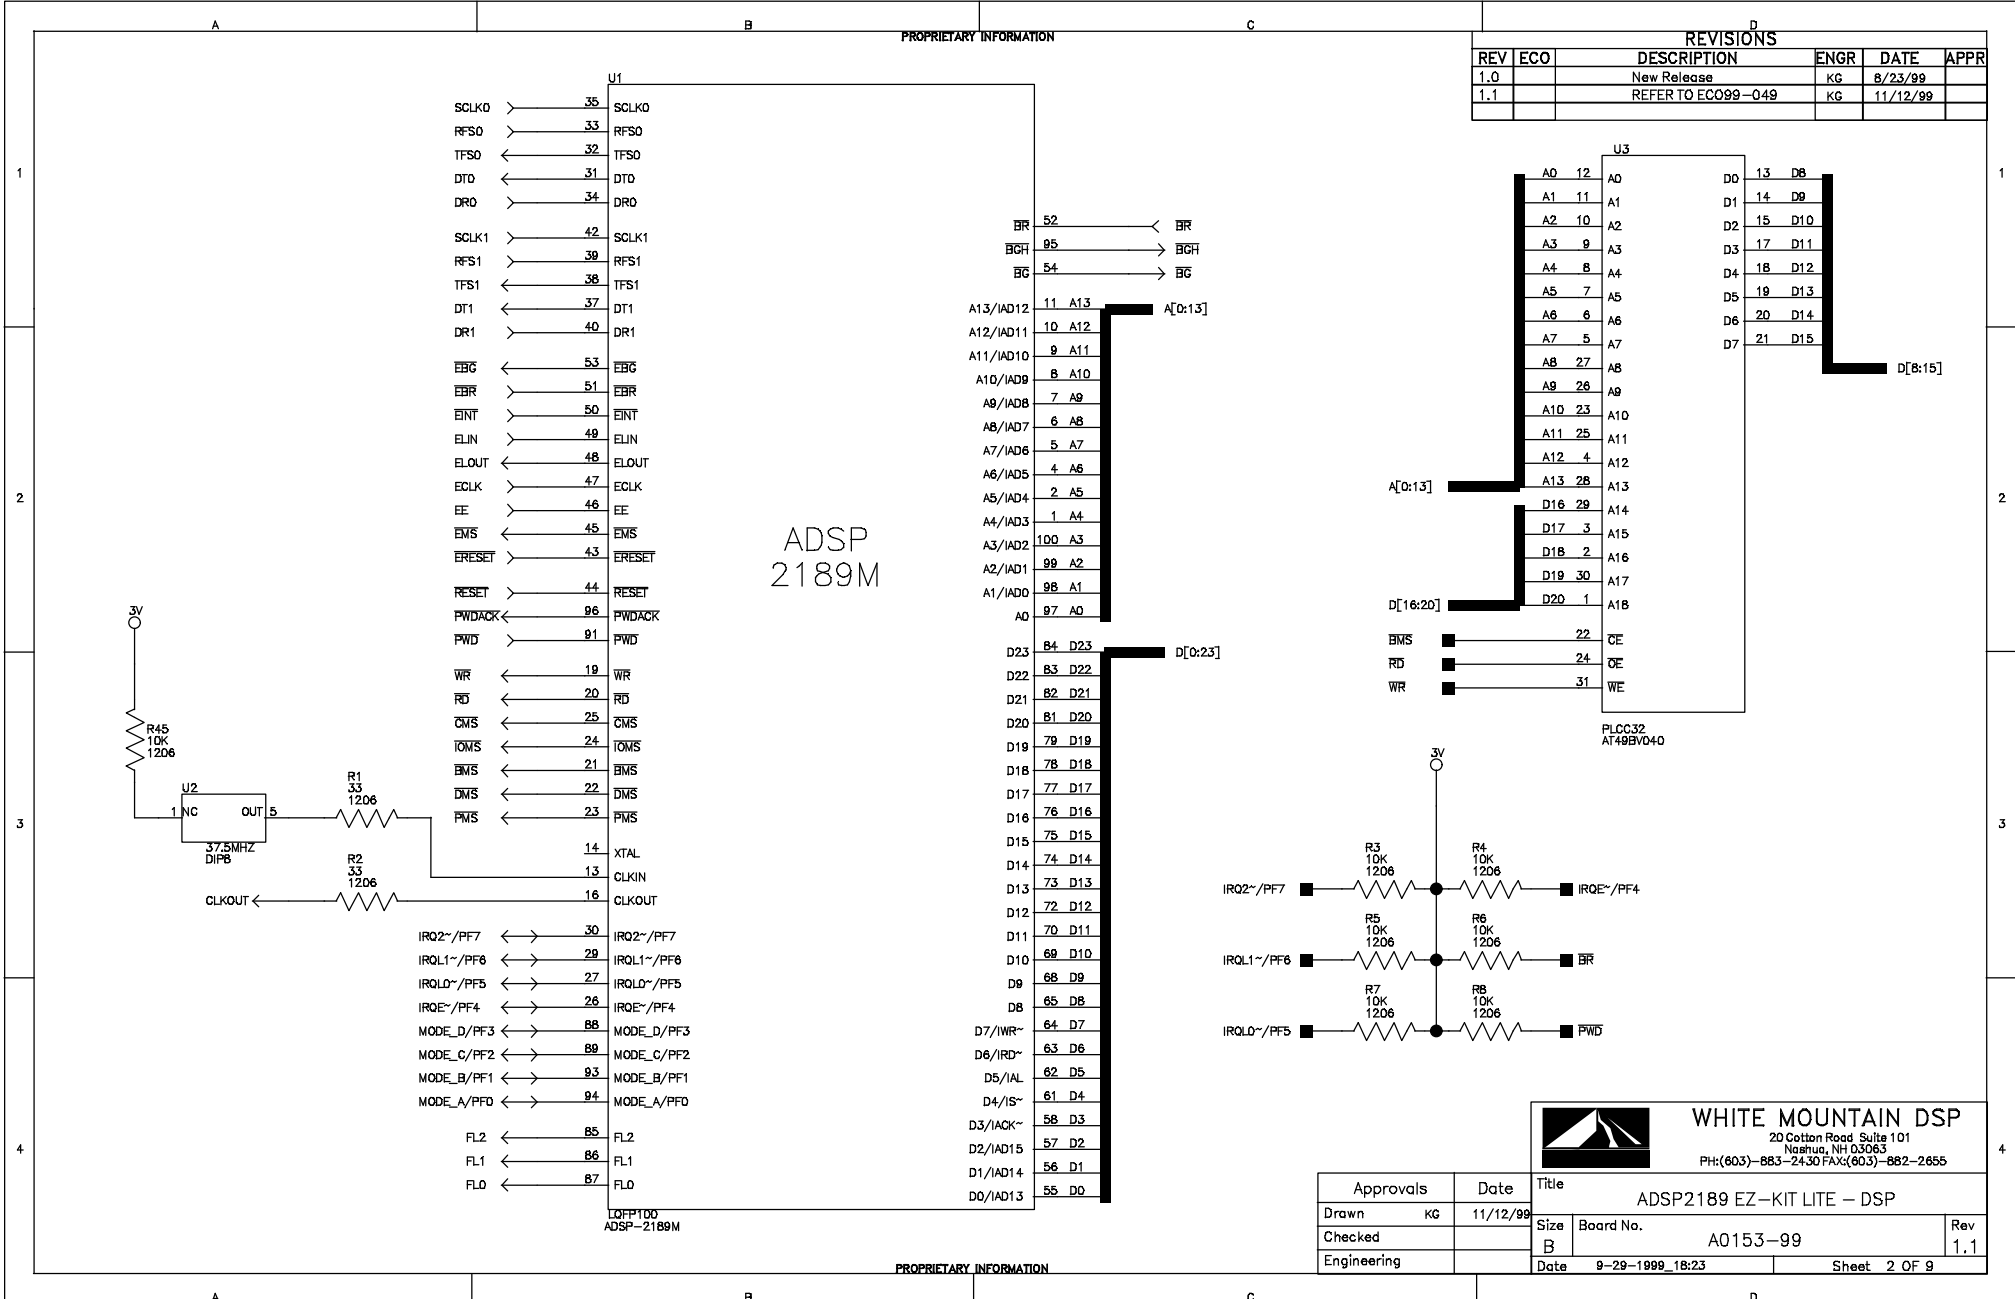 A B C D
PROPRIETARY INFORMATION
REVISIONS
REV ECO DESCRIPTION ENGR DATE APPR
1.0 New Release KG 8/23/99
1.1 REFER TO ECO99-049 KG 11/12/99
1
2
3
4
U1
SCLK0 35 SCLK0
RFS0 33 RFS0
TFS0 32 TFS0
DT0 31 DT0
DR0 34 DR0
SCLK1 42 SCLK1
RFS1 39 RFS1
TFS1 38 TFS1
DT1 37 DT1
DR1 40 DR1
EBG 53 EBG
EBR 51 EBR
EINT 50 EINT
ELIN 49 ELIN
ELOUT 48 ELOUT
ECLK 47 ECLK
EE 46 EE
EMS 45 EMS
ERESET 43 ERESET
RESET 44 RESET
PWDACK 96 PWDACK
PWD 91 PWD
WR 19 WR
RD 20 RD
CMS 25 CMS
IOMS 24 IOMS
BMS 21 BMS
DMS 22 DMS
PMS 23 PMS
14 XTAL
13 CLKIN
CLKOUT 16 CLKOUT
IRQ2~/PF7 30 IRQ2~/PF7
IRQL1~/PF6 29 IRQL1~/PF6
IRQL0~/PF5 27 IRQL0~/PF5
IRQE~/PF4 26 IRQE~/PF4
MODE_D/PF3 88 MODE_D/PF3
MODE_C/PF2 89 MODE_C/PF2
MODE_B/PF1 93 MODE_B/PF1
MODE_A/PF0 94 MODE_A/PF0
FL2 85 FL2
FL1 86 FL1
FL0 87 FL0
LQFP100
ADSP-2189M
ADSP
2189M
3V
R45
10K
1206
U2
1 NC OUT 5
37.5MHZ
DIP8
R1
33
1206
R2
33
1206
BR 52 BR
BGH 95 BGH
BG 54 BG
A13/IAD12 11 A13 A[0:13]
A12/IAD11 10 A12
A11/IAD10 9 A11
A10/IAD9 8 A10
A9/IAD8 7 A9
A8/IAD7 6 A8
A7/IAD6 5 A7
A6/IAD5 4 A6
A5/IAD4 2 A5
A4/IAD3 1 A4
A3/IAD2 100 A3
A2/IAD1 99 A2
A1/IAD0 98 A1
A0 97 A0
D23 84 D23 D[0:23]
D22 83 D22
D21 82 D21
D20 81 D20
D19 79 D19
D18 78 D18
D17 77 D17
D16 76 D16
D15 75 D15
D14 74 D14
D13 73 D13
D12 72 D12
D11 70 D11
D10 69 D10
D9 68 D9
D8 65 D8
D7/IWR~ 64 D7
D6/IRD~ 63 D6
D5/IAL 62 D5
D4/IS~ 61 D4
D3/IACK~ 58 D3
D2/IAD15 57 D2
D1/IAD14 56 D1
D0/IAD13 55 D0
U3
A0 12 A0 D0 13 D8
A1 11 A1 D1 14 D9
A2 10 A2 D2 15 D10
A3 9 A3 D3 17 D11
A4 8 A4 D4 18 D12
A5 7 A5 D5 19 D13
A6 6 A6 D6 20 D14
A7 5 A7 D7 21 D15
A8 27 A8 D[8:15]
A9 26 A9
A10 23 A10
A11 25 A11
A12 4 A12
A[0:13] A13 28 A13
D16 29 A14
D17 3 A15
D18 2 A16
D19 30 A17
D[16:20] D20 1 A18
BMS 22 CE
RD 24 OE
WR 31 WE
PLCC32
AT49BV040
3V
R3 R4
10K 10K
1206 1206
IRQ2~/PF7 IRQE~/PF4
R5 R6
10K 10K
1206 1206
IRQL1~/PF6 BR
R7 R8
10K 10K
1206 1206
IRQL0~/PF5 PWD
WHITE MOUNTAIN DSP
20 Cotton Road Suite 101
Nashua, NH 03063
PH:(603)-883-2430 FAX:(603)-882-2655
Approvals Date
Drawn KG 11/12/99
Checked
Engineering
Title
ADSP2189 EZ-KIT LITE - DSP
Size Board No. Rev
B A0153-99 1.1
Date 9-29-1999_18:23 Sheet 2 OF 9
PROPRIETARY INFORMATION
1
2
3
4
A B C D